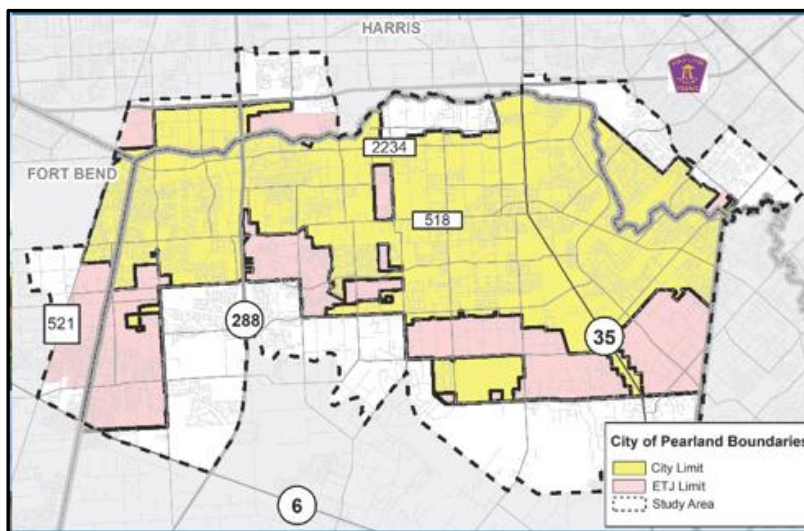 HARRIS
2234
FORT BEND
518
521
288
35
City of Pearland Boundaries
City Limit
ETJ Limit
Study Area
6